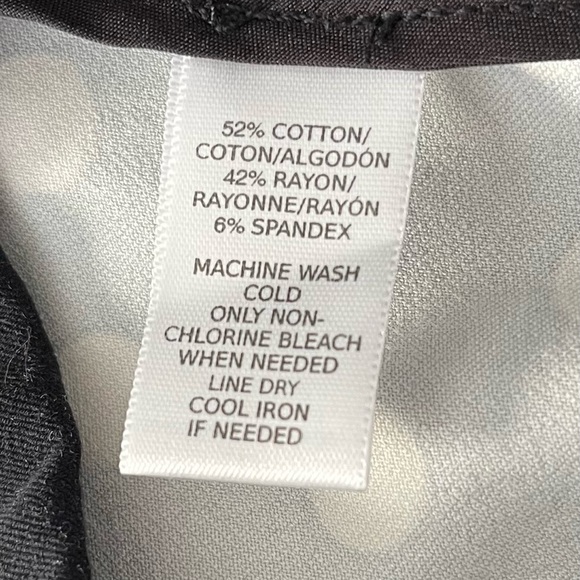 52% COTTON/
COTON/ALGODÓN
42% RAYON/
RAYONNE/RAYÓN
6% SPANDEX
MACHINE WASH
COLD
ONLY NON-
CHLORINE BLEACH
WHEN NEEDED
LINE DRY
COOL IRON
IF NEEDED